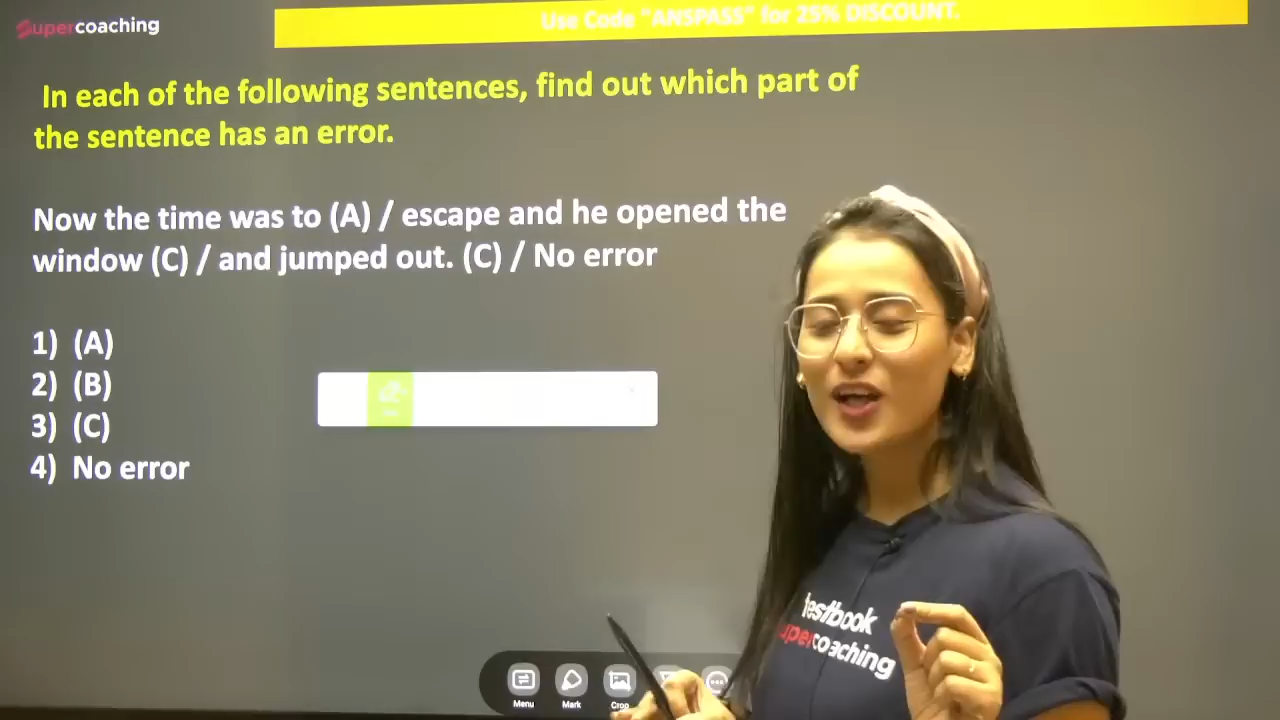 Supercoaching
Use Code "ANSPASS" for 25% DISCOUNT.
In each of the following sentences, find out which part of
the sentence has an error.
Now the time was to (A) / escape and he opened the
window (C) / and jumped out. (C) / No error
1) (A)
2) (B)
3) (C)
4) No error
testbook
supercoaching
Menu Mark Crop